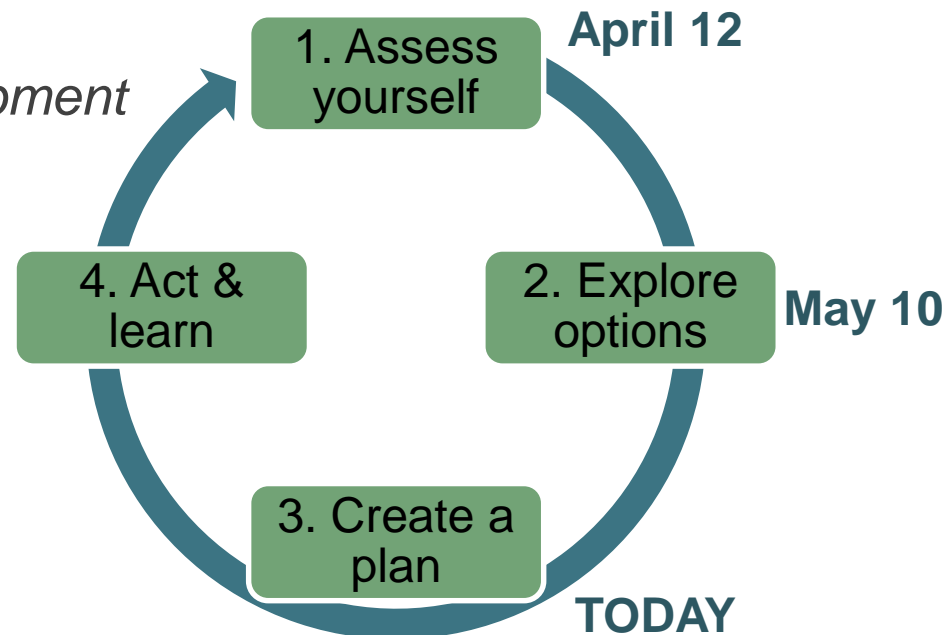 April 12
1. Assess
yourself
4. Act &
learn
2. Explore
options
May 10
3. Create a
plan
TODAY